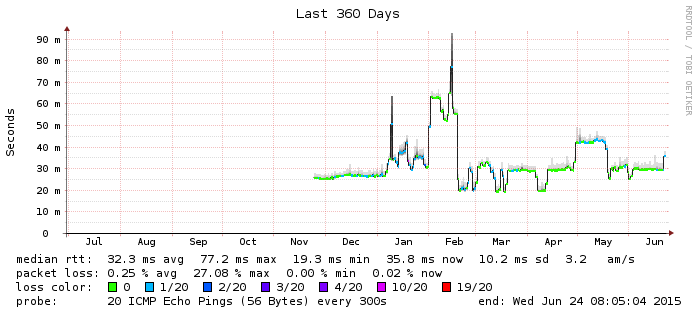 Last 360 Days
RRDTOOL / TOBI OETIKER
Seconds
90 m
80 m
70 m
60 m
50 m
40 m
30 m
20 m
10 m
0
Jul Aug Sep Oct Nov Dec Jan Feb Mar Apr May Jun
median rtt: 32.3 ms avg 77.2 ms max 19.3 ms min 35.8 ms now 10.2 ms sd 3.2 am/s
packet loss: 0.25 % avg 27.08 % max 0.00 % min 0.02 % now
loss color: 0 1/20 2/20 3/20 4/20 10/20 19/20
probe: 20 ICMP Echo Pings (56 Bytes) every 300s end: Wed Jun 24 08:05:04 2015